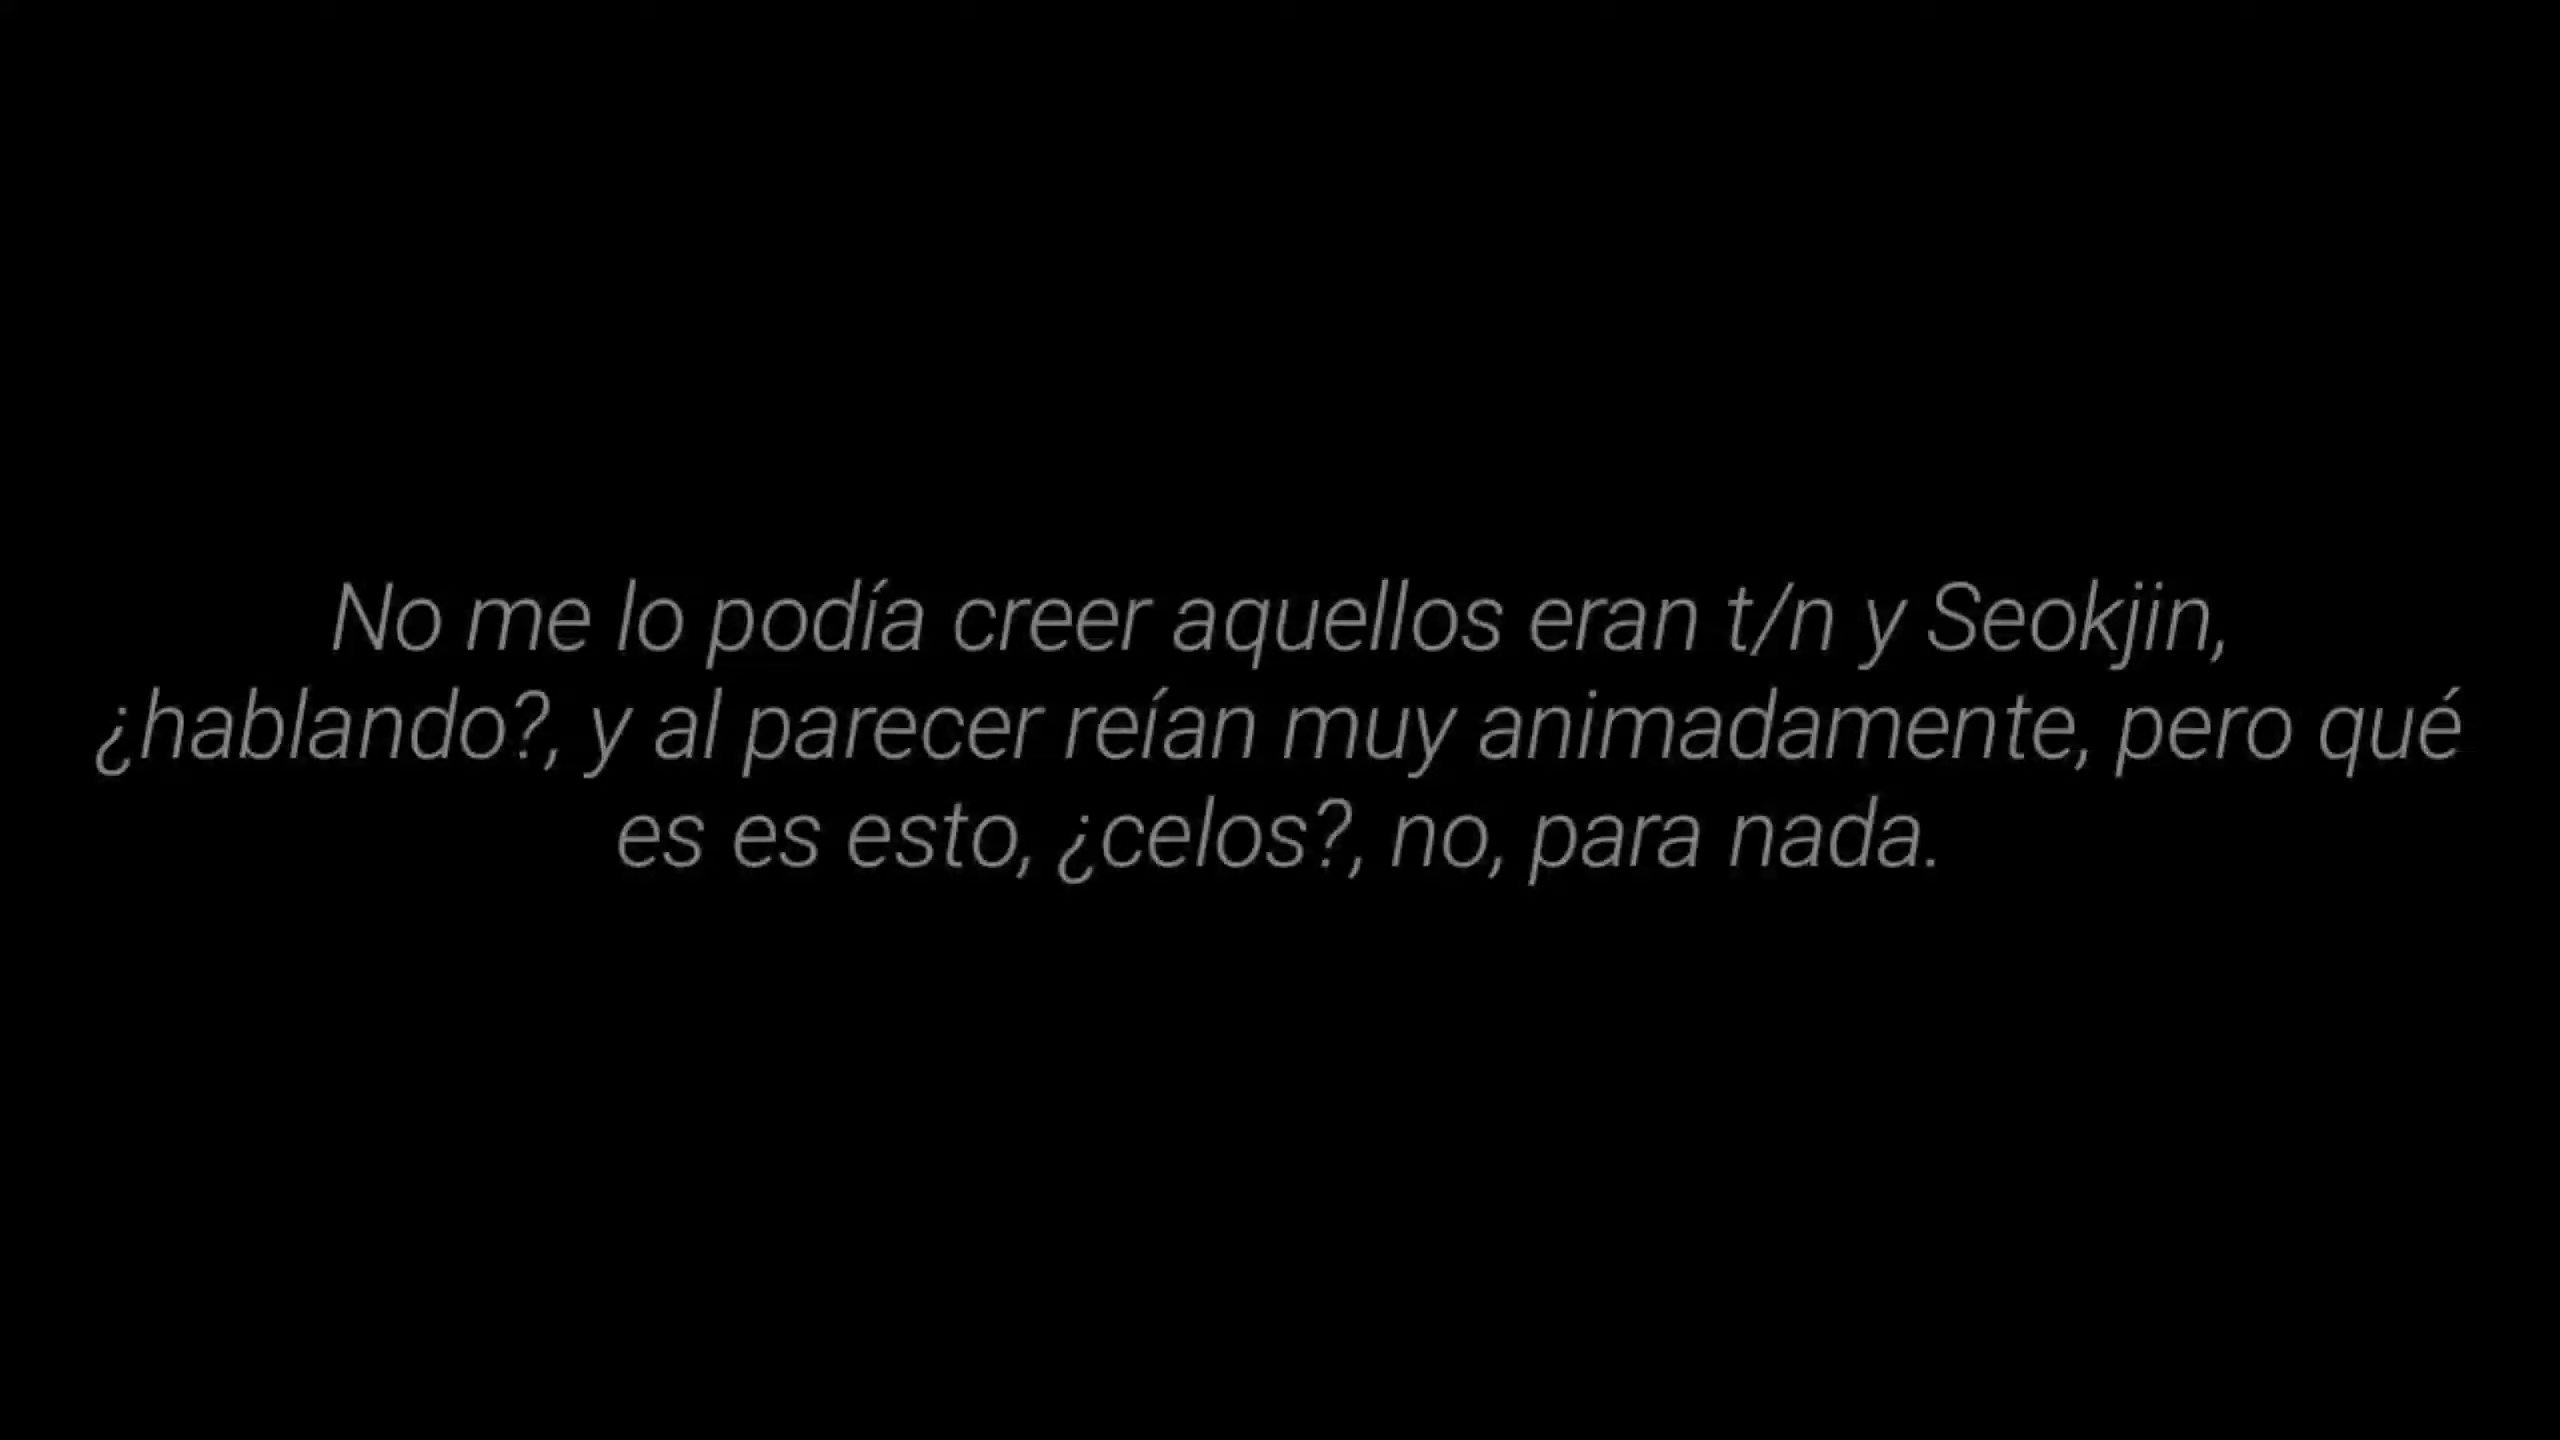 No me lo podía creer aquellos eran t/n y Seokjin,
¿hablando?, y al parecer reían muy animadamente, pero qué
es es esto, ¿celos?, no, para nada.